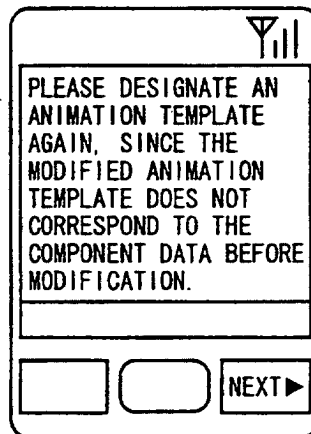 PLEASE DESIGNATE AN
ANIMATION TEMPLATE
AGAIN, SINCE THE
MODIFIED ANIMATION
TEMPLATE DOES NOT
CORRESPOND TO THE
COMPONENT DATA BEFORE
MODIFICATION.
NEXT▶